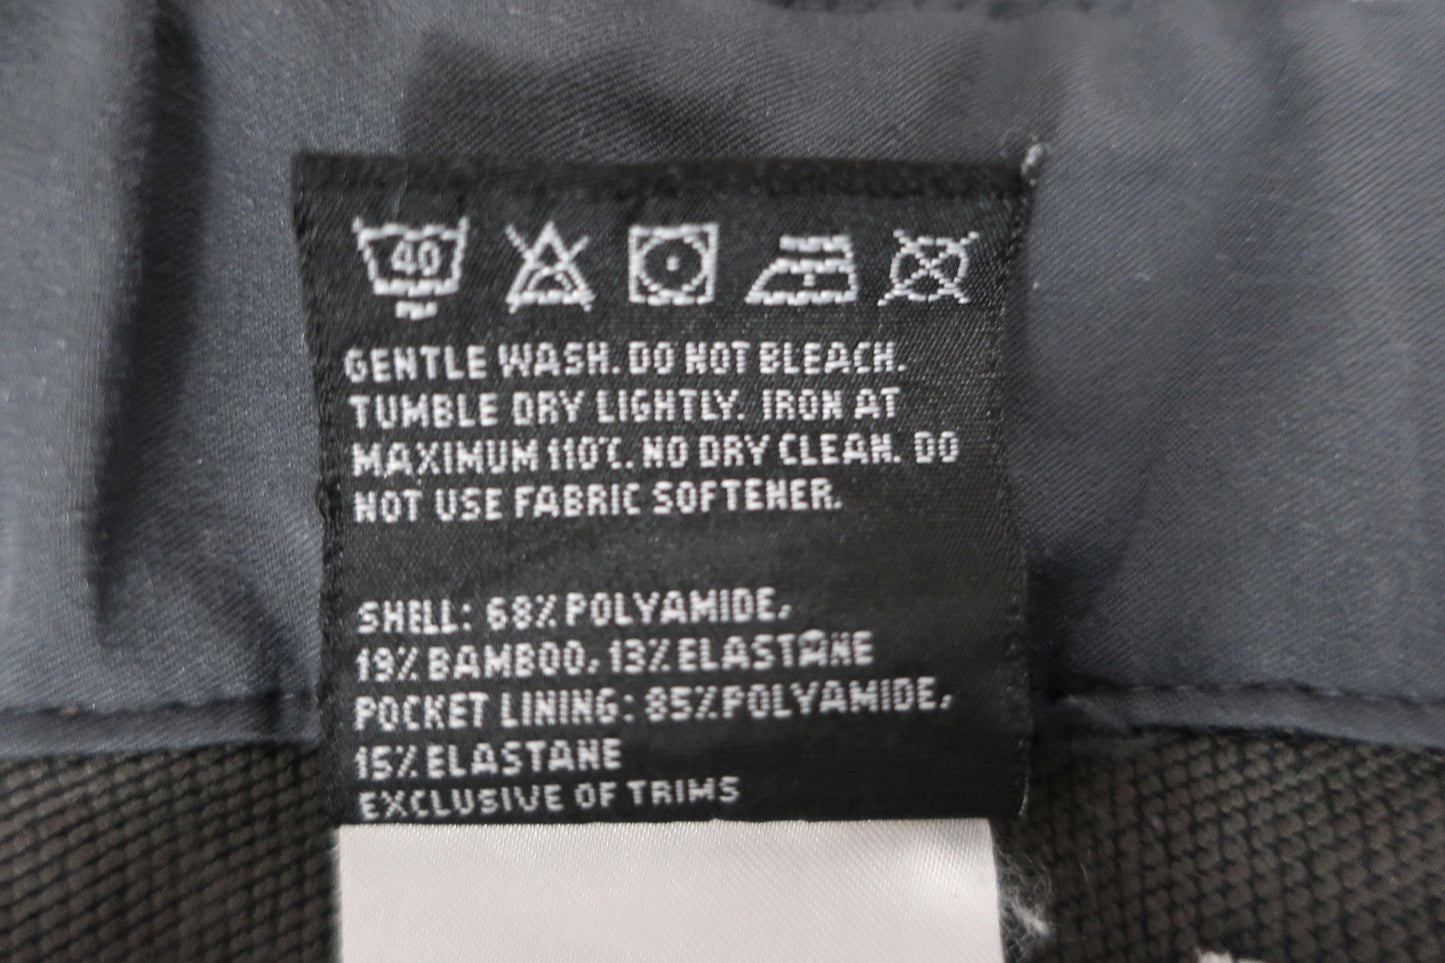 40
GENTLE WASH. DO NOT BLEACH.
TUMBLE DRY LIGHTLY. IRON AT
MAXIMUM 110°C. NO DRY CLEAN. DO
NOT USE FABRIC SOFTENER.
SHELL: 68% POLYAMIDE,
19% BAMBOO, 13% ELASTANE
POCKET LINING: 85% POLYAMIDE,
15% ELASTANE
EXCLUSIVE OF TRIMS